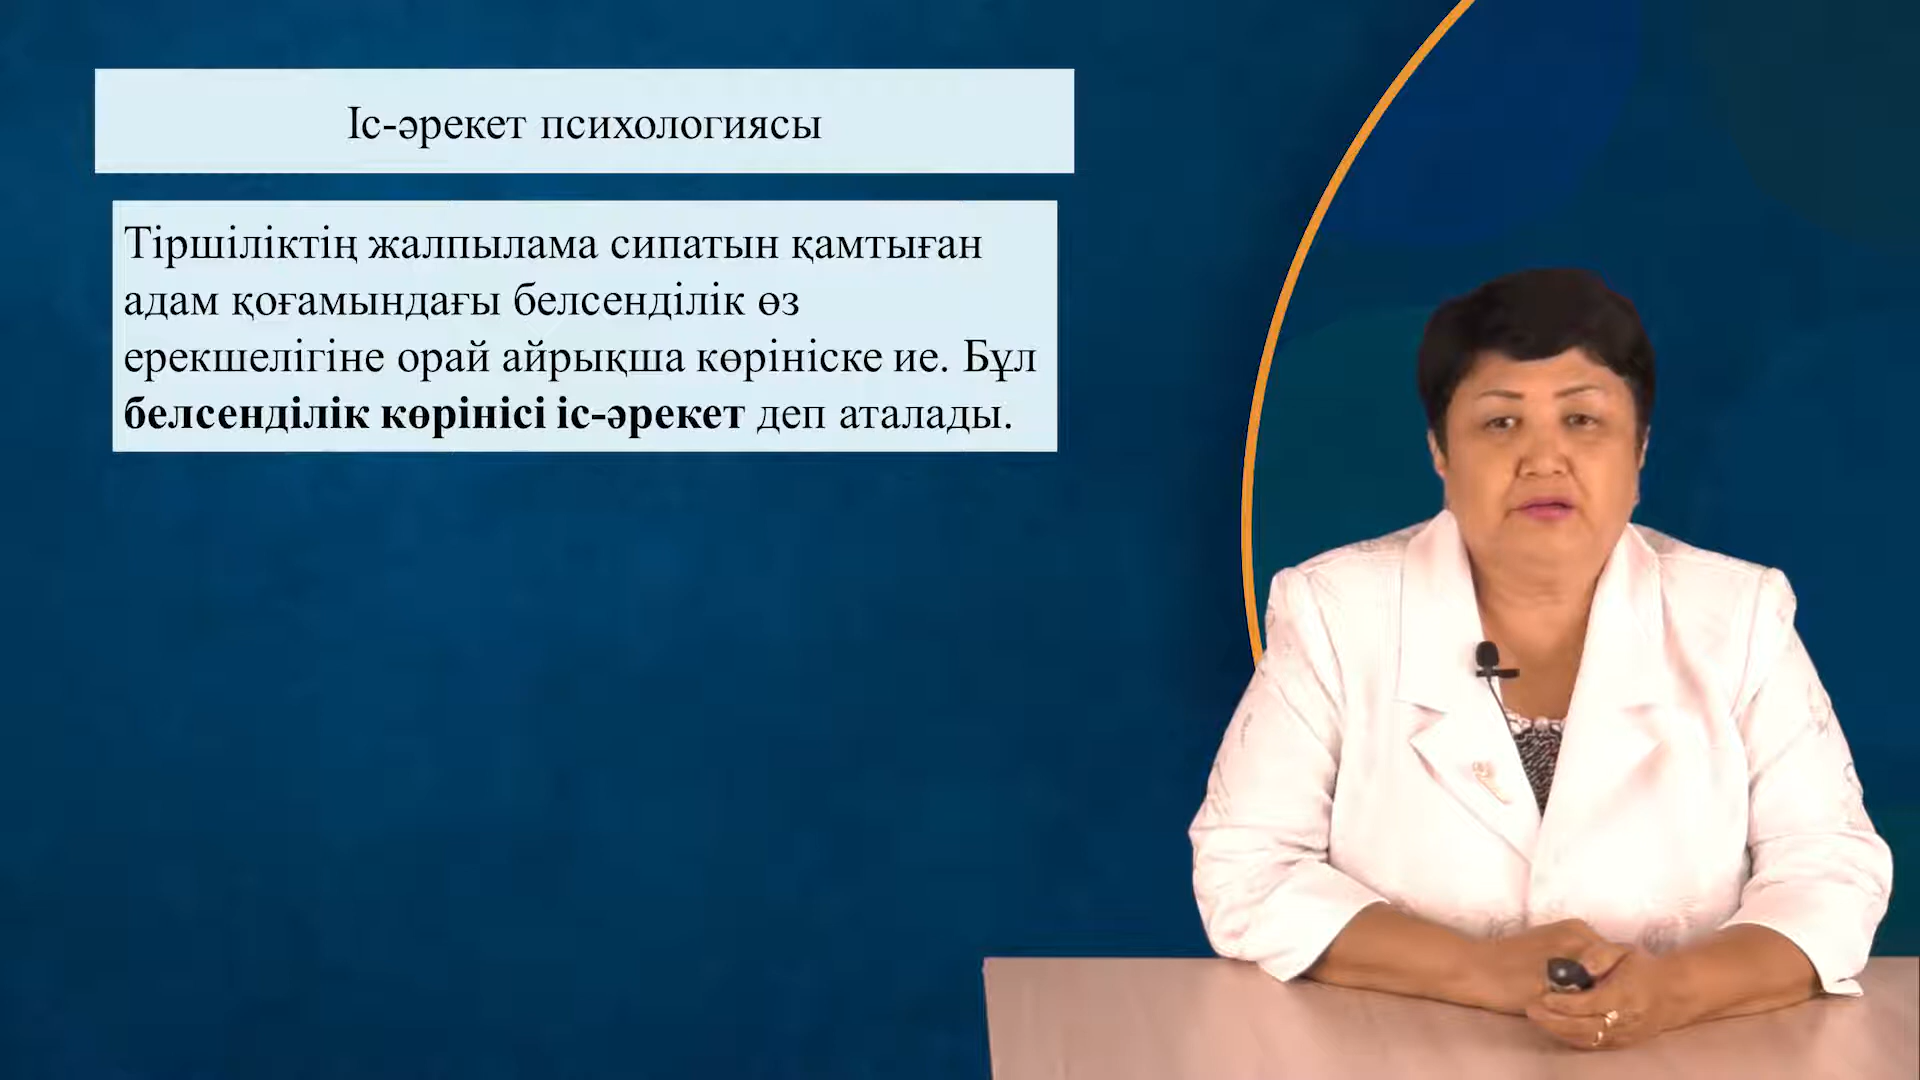 Іс-әрекет психологиясы
Тіршіліктің жалпылама сипатын қамтыған
адам қоғамындағы белсенділік өз
ерекшелігіне орай айрықша көрініске ие. Бұл
белсенділік көрінісі іс-әрекет деп аталады.